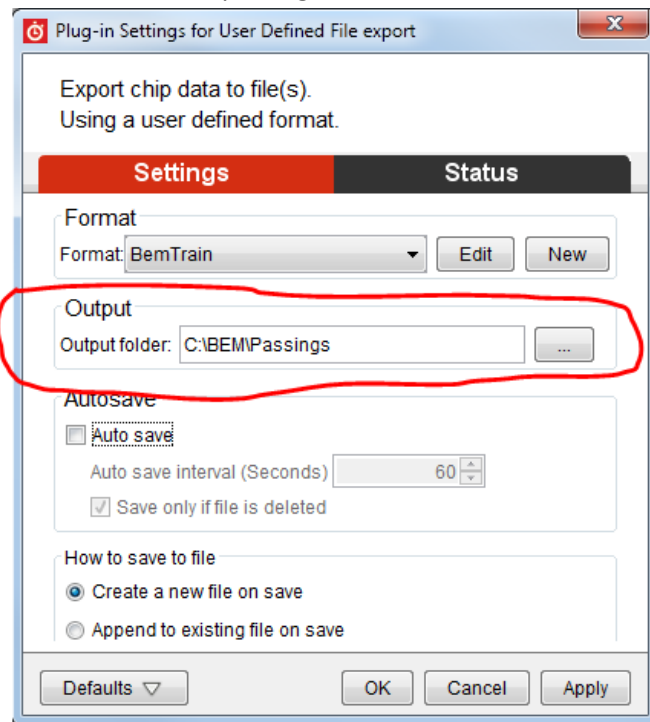 Plug-in Settings for User Defined File export
Export chip data to file(s).
Using a user defined format.
Settings Status
Format
Format: BemTrain Edit New
Output
Output folder: C:\BEM\Passings ...
Autosave
Auto save
Auto save interval (Seconds) 60
Save only if file is deleted
How to save to file
Create a new file on save
Append to existing file on save
Defaults OK Cancel Apply